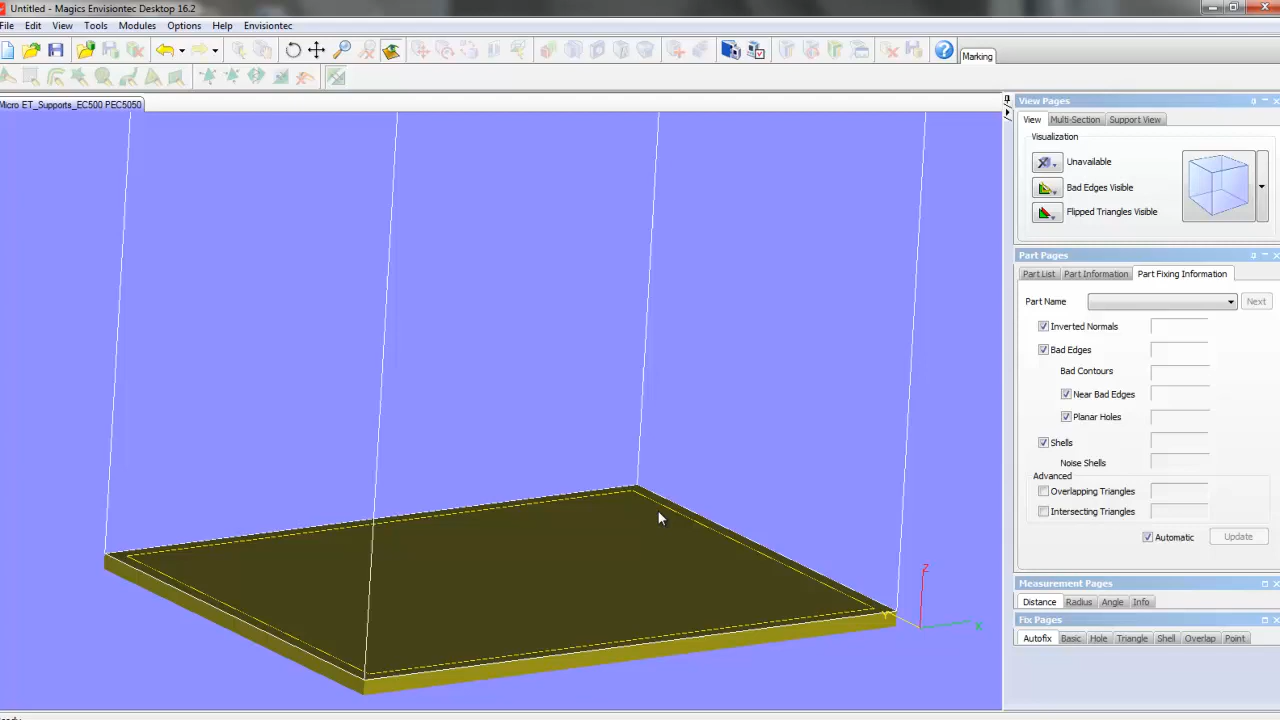 Untitled - Magics Envisiontec Desktop 16.2
File Edit View Tools Modules Options Help Envisiontec
Marking
Micro ET_Supports_EC500 PEC5050
View Pages
View Multi-Section Support View
Visualization
Unavailable
Bad Edges Visible
Flipped Triangles Visible
Part Pages
Part List Part Information Part Fixing Information
Part Name Next
Inverted Normals
Bad Edges
Bad Contours
Near Bad Edges
Planar Holes
Shells
Noise Shells
Advanced
Overlapping Triangles
Intersecting Triangles
Automatic Update
Measurement Pages
Distance Radius Angle Info
Fix Pages
Autofix Basic Hole Triangle Shell Overlap Point
Z
Y
X